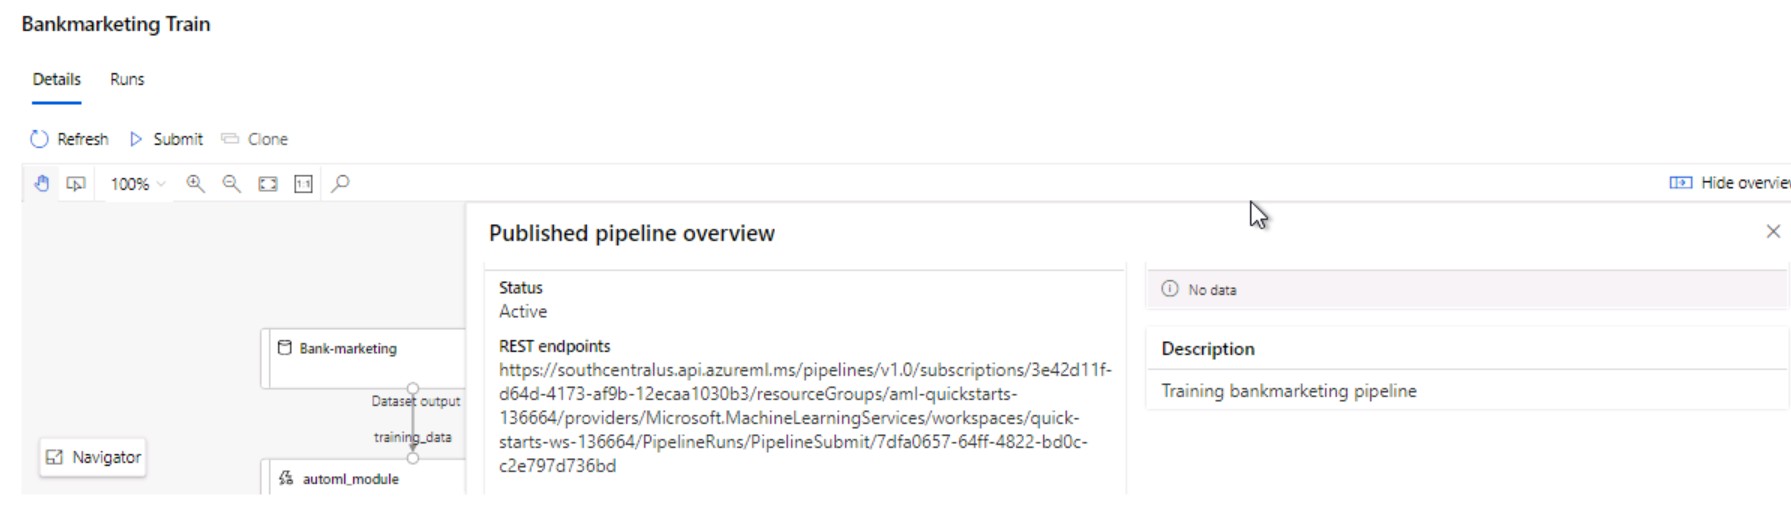 Bankmarketing Train
Details Runs
Refresh Submit Clone
100% 1:1 Hide overvie
Published pipeline overview
Status
Active
No data
REST endpoints
https://southcentralus.api.azureml.ms/pipelines/v1.0/subscriptions/3e42d11f-
d64d-4173-af9b-12ecaa1030b3/resourceGroups/aml-quickstarts-
136664/providers/Microsoft.MachineLearningServices/workspaces/quick-
starts-ws-136664/PipelineRuns/PipelineSubmit/7dfa0657-64ff-4822-bd0c-
c2e797d736bd
Description
Training bankmarketing pipeline
Bank-marketing
Dataset output
training_data
automl_module
Navigator